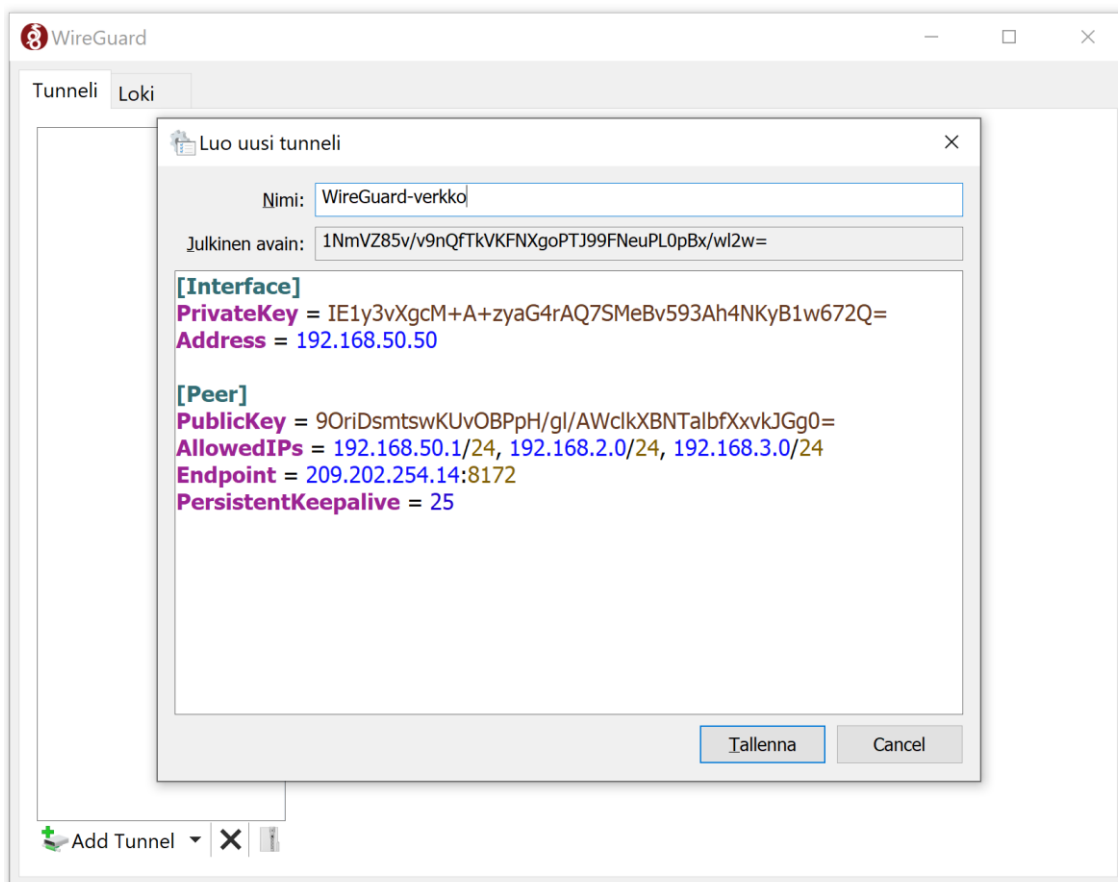 WireGuard
Tunneli Loki
Luo uusi tunneli
Nimi: WireGuard-verkko
Julkinen avain: 1NmVZ85v/v9nQfTkVKFNXgoPTJ99FNeuPL0pBx/wl2w=
[Interface]
PrivateKey = IE1y3vXgcM+A+zyaG4rAQ7SMeBv593Ah4NKyB1w672Q=
Address = 192.168.50.50
[Peer]
PublicKey = 9OriDsmtswKUvOBPpH/gl/AWclkXBNTalbfXxvkJGg0=
AllowedIPs = 192.168.50.1/24, 192.168.2.0/24, 192.168.3.0/24
Endpoint = 209.202.254.14:8172
PersistentKeepalive = 25
Tallenna Cancel
Add Tunnel